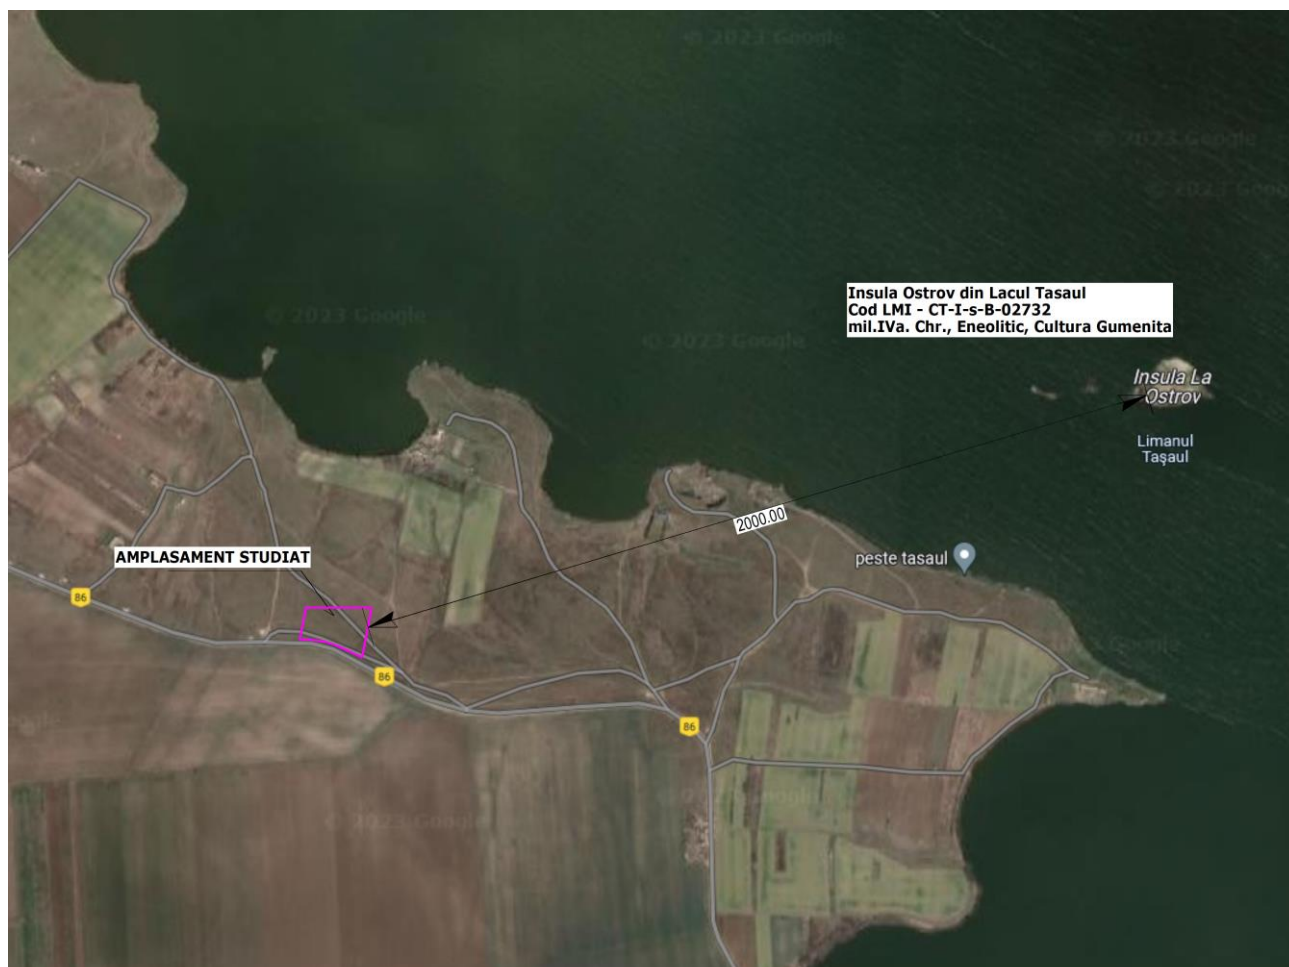 © 2023 Google
© 2023 Google
© 2023 Goog
Insula Ostrov din Lacul Tasaul
Cod LMI - CT-I-s-B-02732
mil.IVa. Chr., Eneolitic, Cultura Gumenita
© 2023 Google
© 2023 Google
Insula La
Ostrov
Limanul
Taşaul
2000.00
AMPLASAMENT STUDIAT
peste tasaul
86
86
86
Google
Google
© 2023 Google